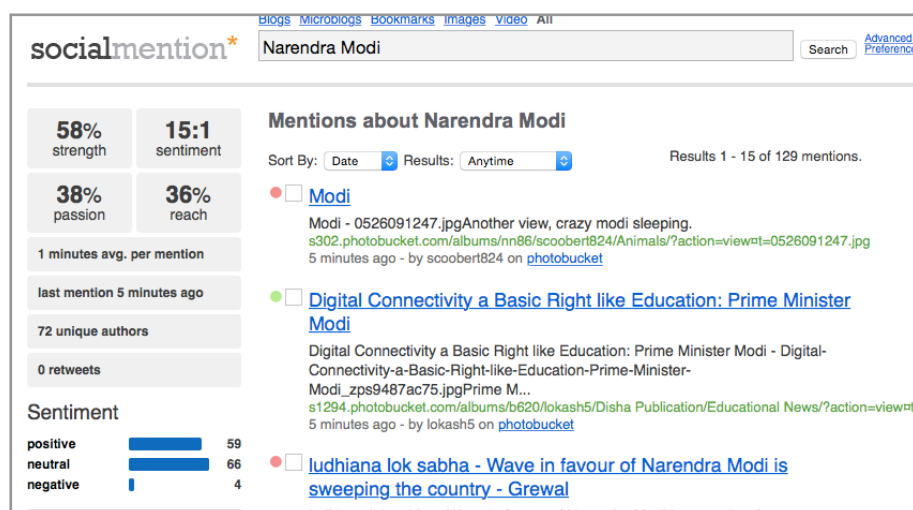 Blogs Microblogs Bookmarks Images Video All
socialmention*
Narendra Modi
Search
Advanced
Preference
58%
strength
15:1
sentiment
38%
passion
36%
reach
1 minutes avg. per mention
last mention 5 minutes ago
72 unique authors
0 retweets
Sentiment
positive 59
neutral 66
negative 4
Mentions about Narendra Modi
Sort By: Date Results: Anytime
Results 1 - 15 of 129 mentions.
Modi
Modi - 0526091247.jpgAnother view, crazy modi sleeping.
s302.photobucket.com/albums/nn86/scoobert824/Animals/?action=view¤t=0526091247.jpg
5 minutes ago - by scoobert824 on photobucket
Digital Connectivity a Basic Right like Education: Prime Minister
Modi
Digital Connectivity a Basic Right like Education: Prime Minister Modi - Digital-
Connectivity-a-Basic-Right-like-Education-Prime-Minister-
Modi_zps9487ac75.jpgPrime M...
s1294.photobucket.com/albums/b620/lokash5/Disha Publication/Educational News/?action=view¤t
5 minutes ago - by lokash5 on photobucket
ludhiana lok sabha - Wave in favour of Narendra Modi is
sweeping the country - Grewal